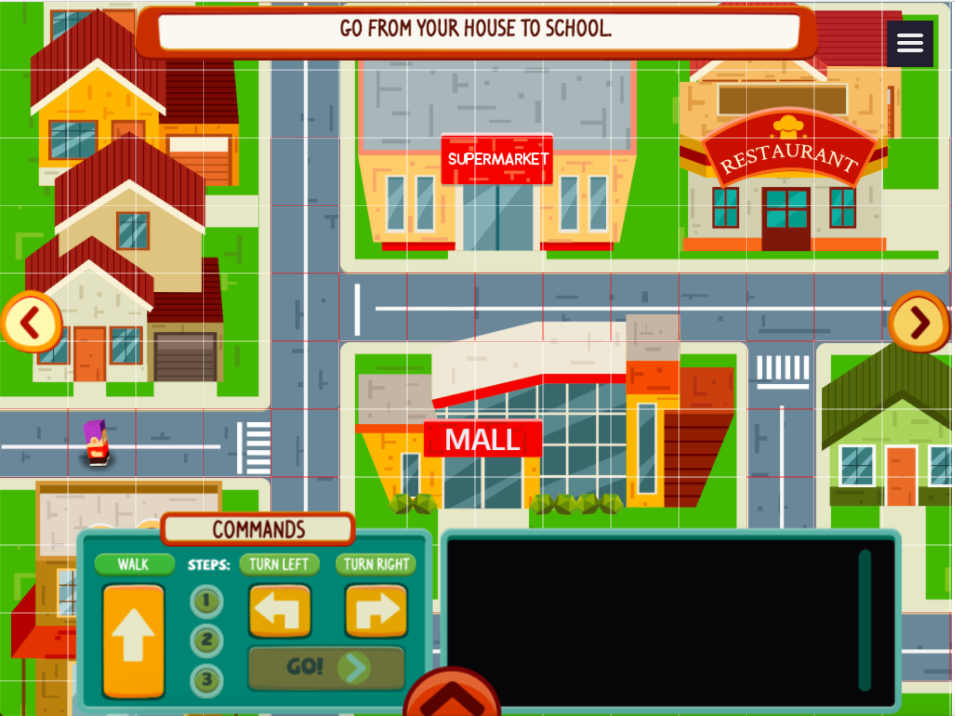 GO FROM YOUR HOUSE TO SCHOOL.
SUPERMARKET
RESTAURANT
MALL
COMMANDS
WALK STEPS: TURN LEFT TURN RIGHT
1
2
GO!
3